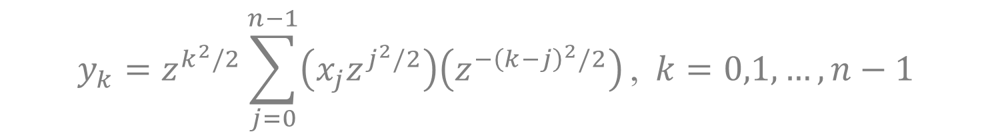 y_k = z^{k^2/2} \sum_{j=0}^{n-1} (x_j z^{j^2/2})(z^{-(k-j)^2/2}), k = 0,1, … , n − 1